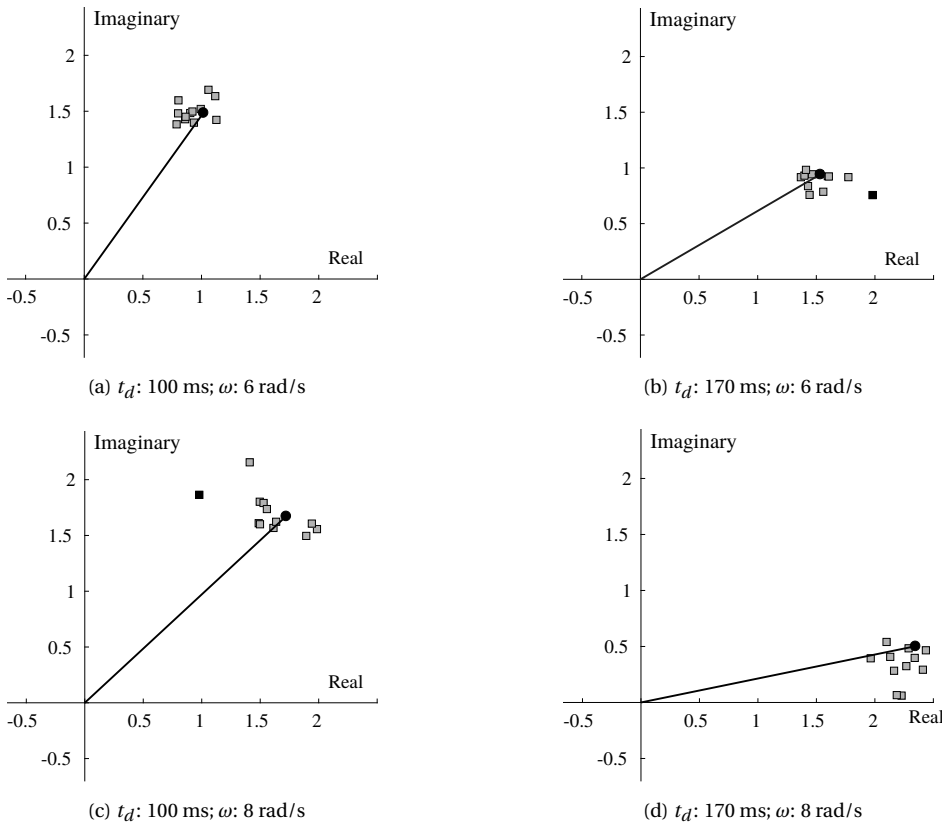 Imaginary
2
1.5
1
0.5
Real
-0.5 0.5 1 1.5 2
-0.5
(a) t_d: 100 ms; ω: 6 rad/s
Imaginary
2
1.5
1
0.5
Real
-0.5 0.5 1 1.5 2
-0.5
(b) t_d: 170 ms; ω: 6 rad/s
Imaginary
2
1.5
1
0.5
Real
-0.5 0.5 1 1.5 2
-0.5
(c) t_d: 100 ms; ω: 8 rad/s
Imaginary
2
1.5
1
0.5
-0.5 0.5 1 1.5 2 Real
-0.5
(d) t_d: 170 ms; ω: 8 rad/s